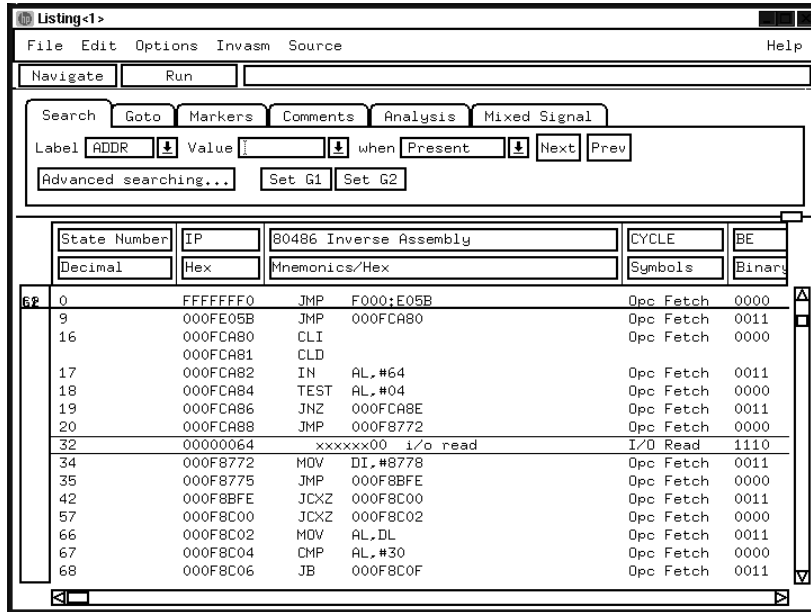 hp Listing<1>
File Edit Options Invasm Source Help
Navigate Run
Search Goto Markers Comments Analysis Mixed Signal
Label ADDR Value when Present Next Prev
Advanced searching... Set G1 Set G2
State Number IP 80486 Inverse Assembly CYCLE BE
Decimal Hex Mnemonics/Hex Symbols Binary
G2 0 FFFFFFF0 JMP F000:E05B Opc Fetch 0000
9 000FE05B JMP 000FCA80 Opc Fetch 0011
16 000FCA80 CLI Opc Fetch 0000
000FCA81 CLD
17 000FCA82 IN AL,#64 Opc Fetch 0011
18 000FCA84 TEST AL,#04 Opc Fetch 0000
19 000FCA86 JNZ 000FCA8E Opc Fetch 0011
20 000FCA88 JMP 000F8772 Opc Fetch 0000
32 00000064 xxxxxx00 i/o read I/O Read 1110
34 000F8772 MOV DI,#8778 Opc Fetch 0011
35 000F8775 JMP 000F8BFE Opc Fetch 0000
42 000F8BFE JCXZ 000F8C00 Opc Fetch 0011
57 000F8C00 JCXZ 000F8C02 Opc Fetch 0000
66 000F8C02 MOV AL,DL Opc Fetch 0011
67 000F8C04 CMP AL,#30 Opc Fetch 0000
68 000F8C06 JB 000F8C0F Opc Fetch 0011